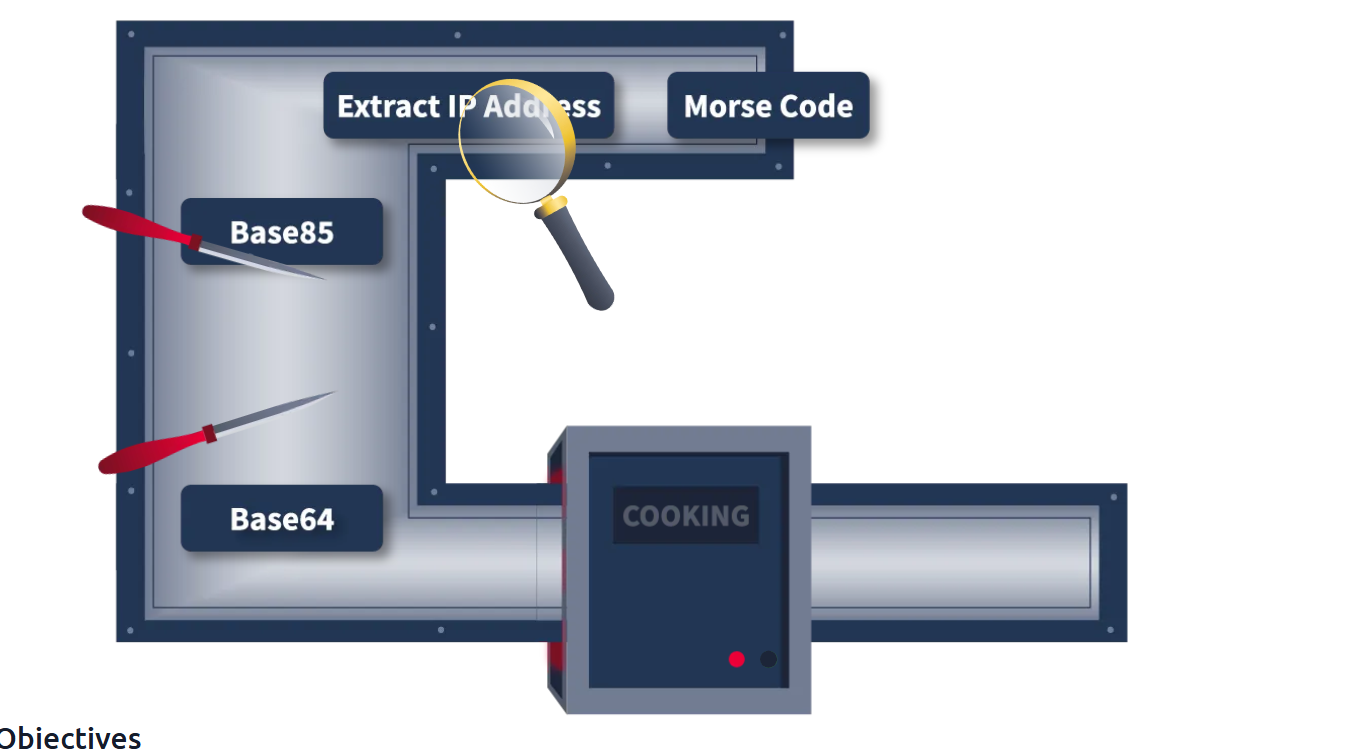 Extract IP Address
Morse Code
Base85
Base64
COOKING
Objectives